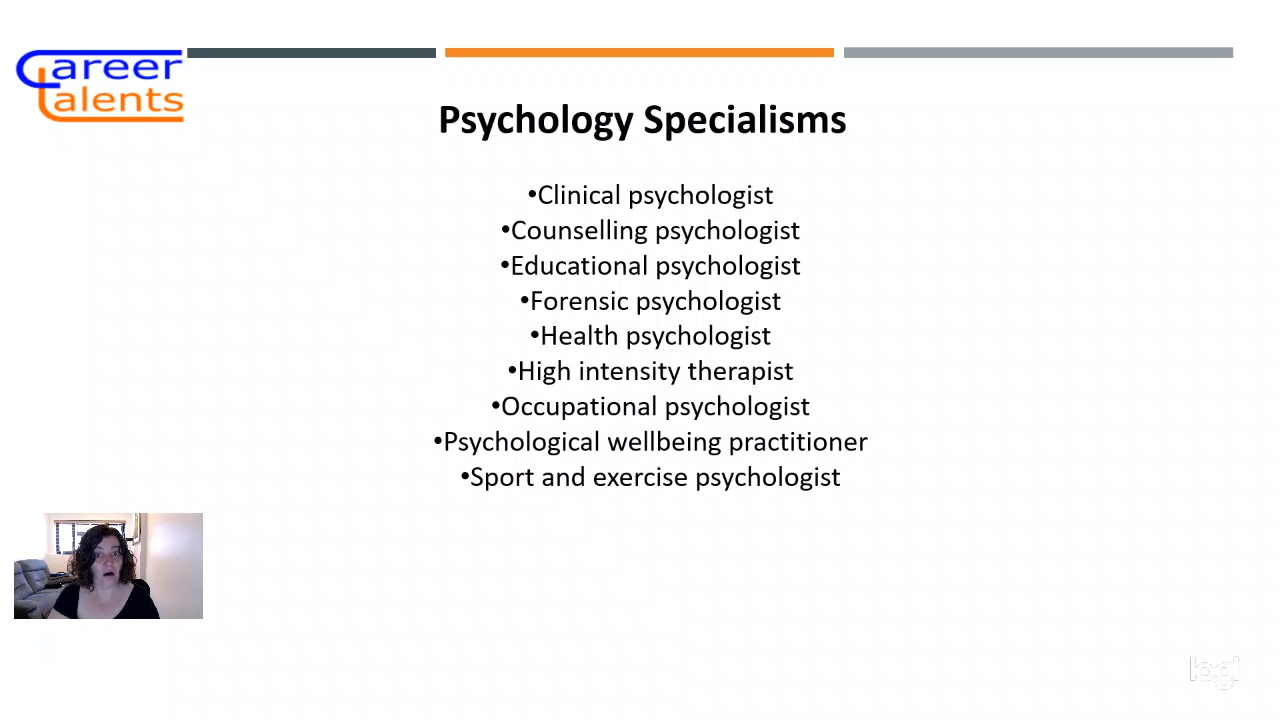 Career
Talents
Psychology Specialisms
•Clinical psychologist
•Counselling psychologist
•Educational psychologist
•Forensic psychologist
•Health psychologist
•High intensity therapist
•Occupational psychologist
•Psychological wellbeing practitioner
•Sport and exercise psychologist
logi